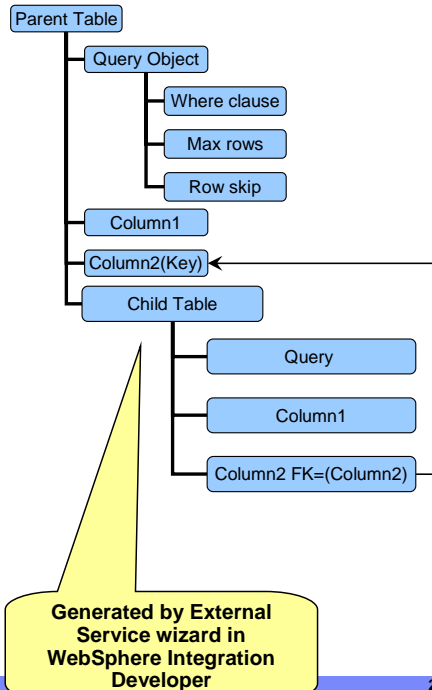 Parent Table
Query Object
Where clause
Max rows
Row skip
Column1
Column2(Key)
Child Table
Query
Column1
Column2 FK=(Column2)
Generated by External
Service wizard in
WebSphere Integration
Developer